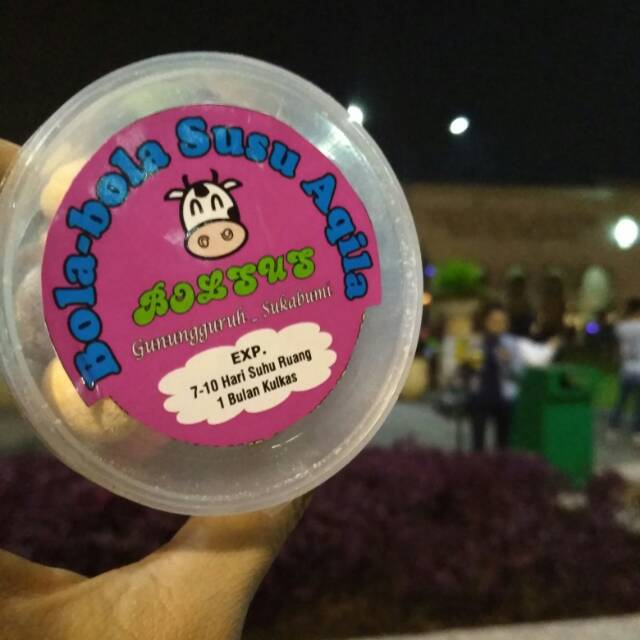 Bola-bola Susu Aqila
BOLSUS
Gunungguruh - Sukabumi
EXP.
7-10 Hari Suhu Ruang
1 Bulan Kulkas